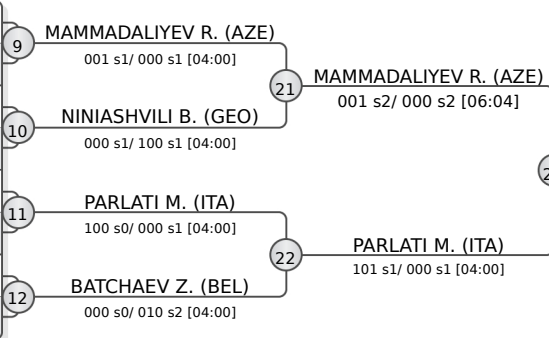 9
MAMMADALIYEV R. (AZE)
001 s1/ 000 s1 [04:00]
21
MAMMADALIYEV R. (AZE)
001 s2/ 000 s2 [06:04]
10
NINIASHVILI B. (GEO)
000 s1/ 100 s1 [04:00]
11
PARLATI M. (ITA)
100 s0/ 000 s1 [04:00]
22
PARLATI M. (ITA)
101 s1/ 000 s1 [04:00]
12
BATCHAEV Z. (BEL)
000 s0/ 010 s2 [04:00]